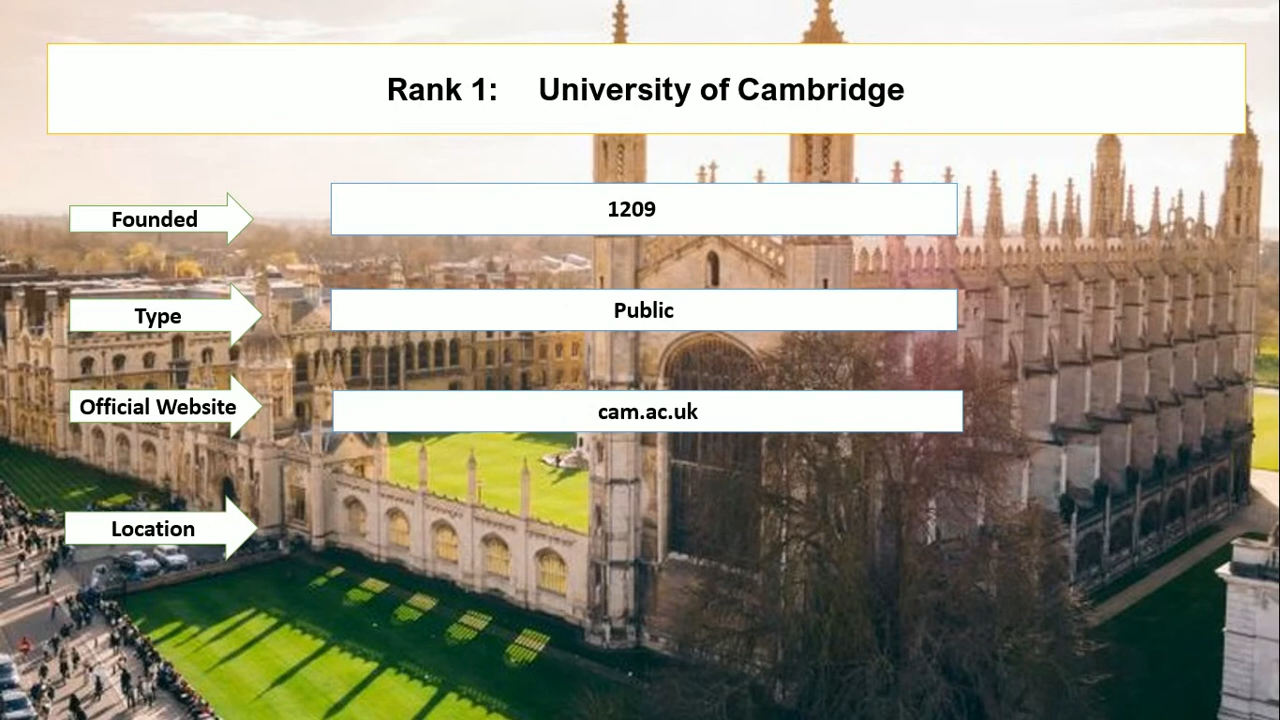 Rank 1: University of Cambridge
Founded
1209
Type
Public
Official Website
cam.ac.uk
Location